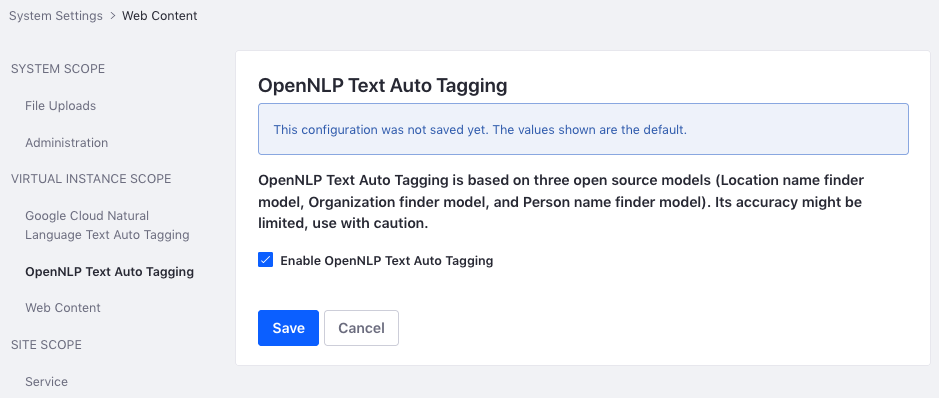 System Settings > Web Content
SYSTEM SCOPE
File Uploads
Administration
VIRTUAL INSTANCE SCOPE
Google Cloud Natural
Language Text Auto Tagging
OpenNLP Text Auto Tagging
Web Content
SITE SCOPE
Service
OpenNLP Text Auto Tagging
This configuration was not saved yet. The values shown are the default.
OpenNLP Text Auto Tagging is based on three open source models (Location name finder
model, Organization finder model, and Person name finder model). Its accuracy might be
limited, use with caution.
Enable OpenNLP Text Auto Tagging
Save Cancel